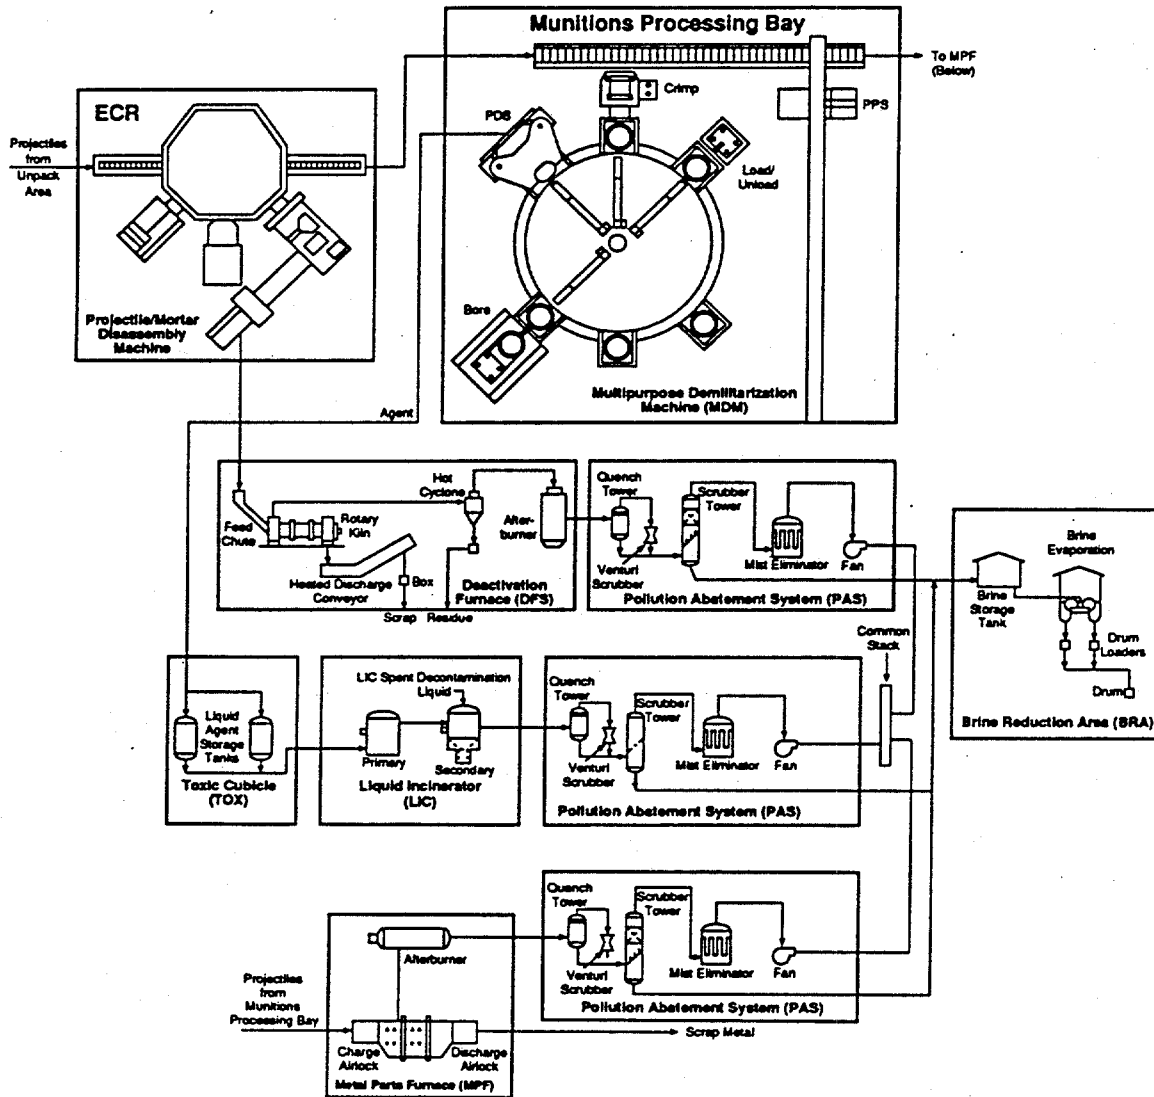 Munitions Processing Bay
To MPF
(Below)
Crimp
PPS
PDS
Load/
Unload
Bore
Multipurpose Demilitarization
Machine (MDM)
ECR
Projectiles
from
Unpack
Area
Projectile/Mortar
Disassembly
Machine
Agent
Hot
Cyclone
After-
burner
Feed
Chute
Rotary
Kiln
Heated Discharge
Conveyor
Box
Deactivation
Furnace (DFS)
Scrap
Residue
Quench
Tower
Scrubber
Tower
Venturi
Scrubber
Mist Eliminator
Fan
Pollution Abatement System (PAS)
Brine
Evaporation
Brine
Storage
Tank
Drum
Loaders
Drum
Brine Reduction Area (BRA)
Common
Stack
Liquid
Agent
Storage
Tanks
Toxic Cubicle
(TOX)
LIC Spent Decontamination
Liquid
Primary
Secondary
Liquid Incinerator
(LIC)
Quench
Tower
Scrubber
Tower
Venturi
Scrubber
Mist Eliminator
Fan
Pollution Abatement System (PAS)
Quench
Tower
Scrubber
Tower
Venturi
Scrubber
Mist Eliminator
Fan
Pollution Abatement System (PAS)
Afterburner
Projectiles
from
Munitions
Processing Bay
Charge
Airlock
Discharge
Airlock
Scrap Metal
Metal Parts Furnace (MPF)